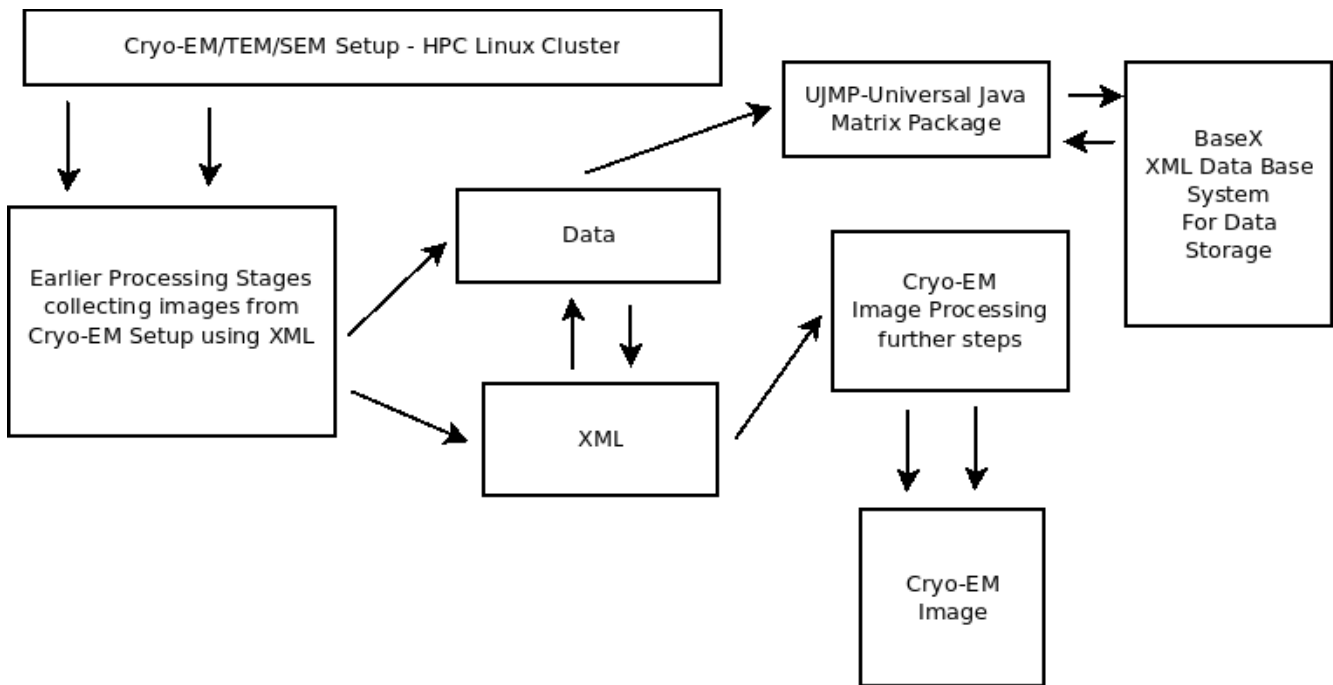 Cryo-EM/TEM/SEM Setup - HPC Linux Cluster
UJMP-Universal Java
Matrix Package
BaseX
XML Data Base
System
For Data
Storage
Earlier Processing Stages
collecting images from
Cryo-EM Setup using XML
Data
Cryo-EM
Image Processing
further steps
XML
Cryo-EM
Image